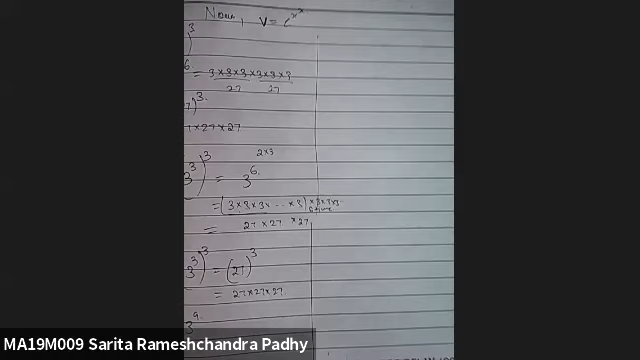 Now, v = e^{x^x}
)^3
6. = 3×3×3×3×3×3
27 27
7)^3.
7×27×27
2×3
3^3)^3 = 3^6.
= (3×3×3× ... ×3) ×3×3×3
= 27×27 ×27
3^3)^3 = (27)^3
= 27×27×27.
3^9.
MA19M009 Sarita Rameshchandra Padhy